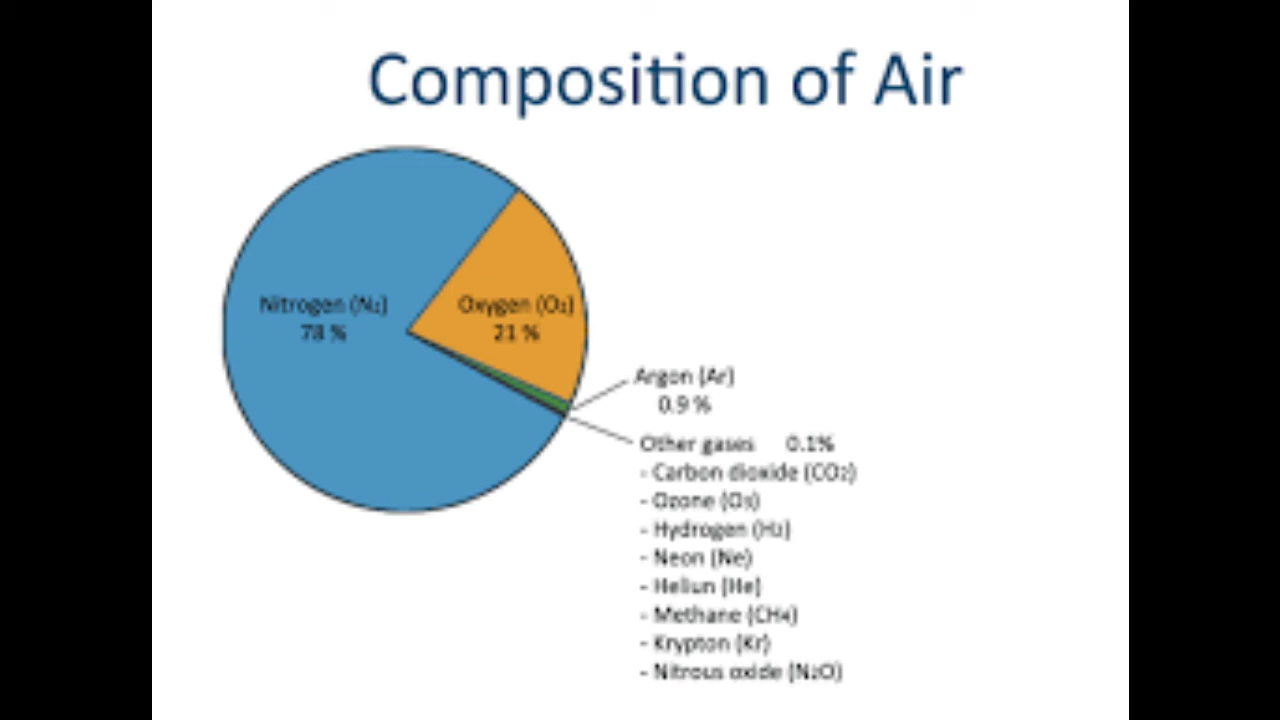 Composition of Air
Nitrogen (N₂)
78 %
Oxygen (O₂)
21 %
Argon (Ar)
0.9 %
Other gases 0.1%
- Carbon dioxide (CO₂)
- Ozone (O₃)
- Hydrogen (H₂)
- Neon (Ne)
- Heliun (He)
- Methane (CH₄)
- Krypton (Kr)
- Nitrous oxide (N₂O)